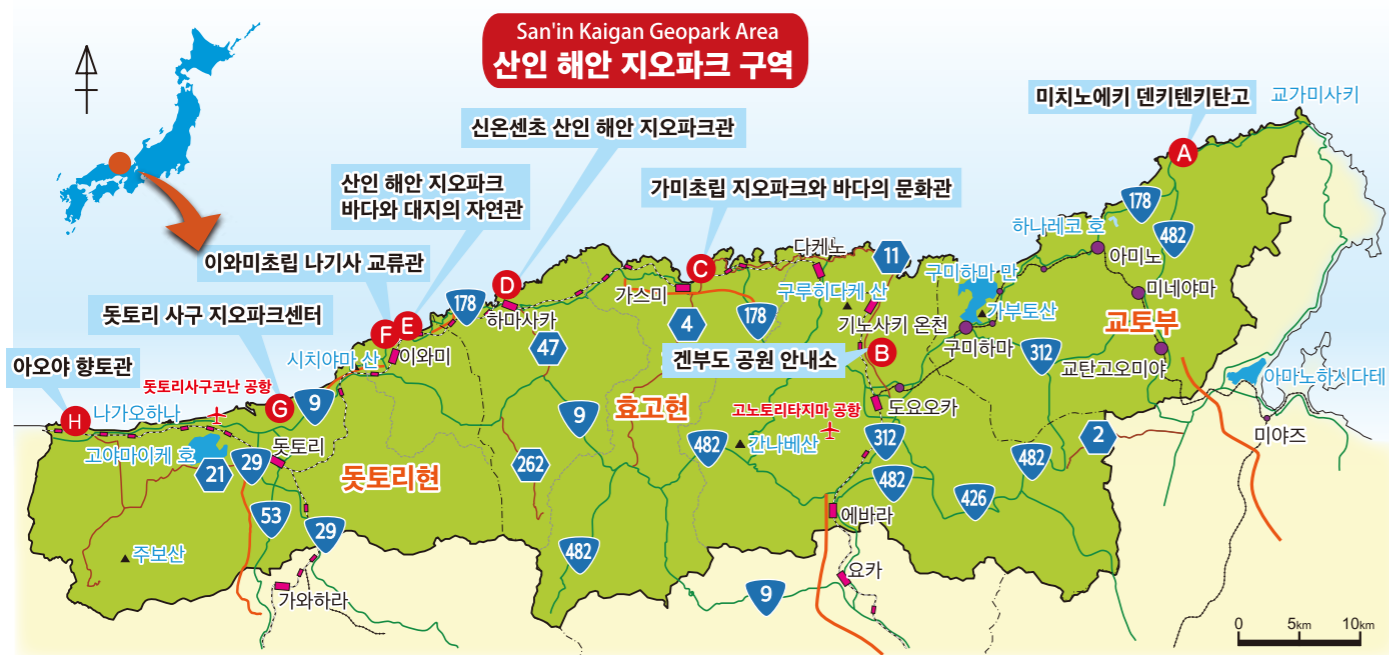 San'in Kaigan Geopark Area
산인 해안 지오파크 구역
미치노에키 덴키텐키탄고
교가미사키
신온센초 산인 해안 지오파크관
A
산인 해안 지오파크
바다와 대지의 자연관
가미초립 지오파크와 바다의 문화관
178
하나레코 호
482
아미노
이와미초립 나기사 교류관
다케노
11
구미하마 만
C
D
구루히다케 산
미네야마
가스미
178
돗토리 사구 지오파크센터
하마사카
4
178
기노사키 온천
가부토산
교토부
F
E
이와미
47
겐부도 공원 안내소
B
구미하마
312
교탄고오미야
아오야 향토관
시치야마 산
돗토리사구코난 공항
아마노하시다테
G
9
효고현
고노토리타지마 공항
도요오카
H
나가오하나
9
미야즈
고야마이케 호
돗토리
482
간나베산
312
2
21
29
돗토리현
262
482
482
426
53
29
에바라
주보산
482
요카
가와하라
9
0
5km
10km